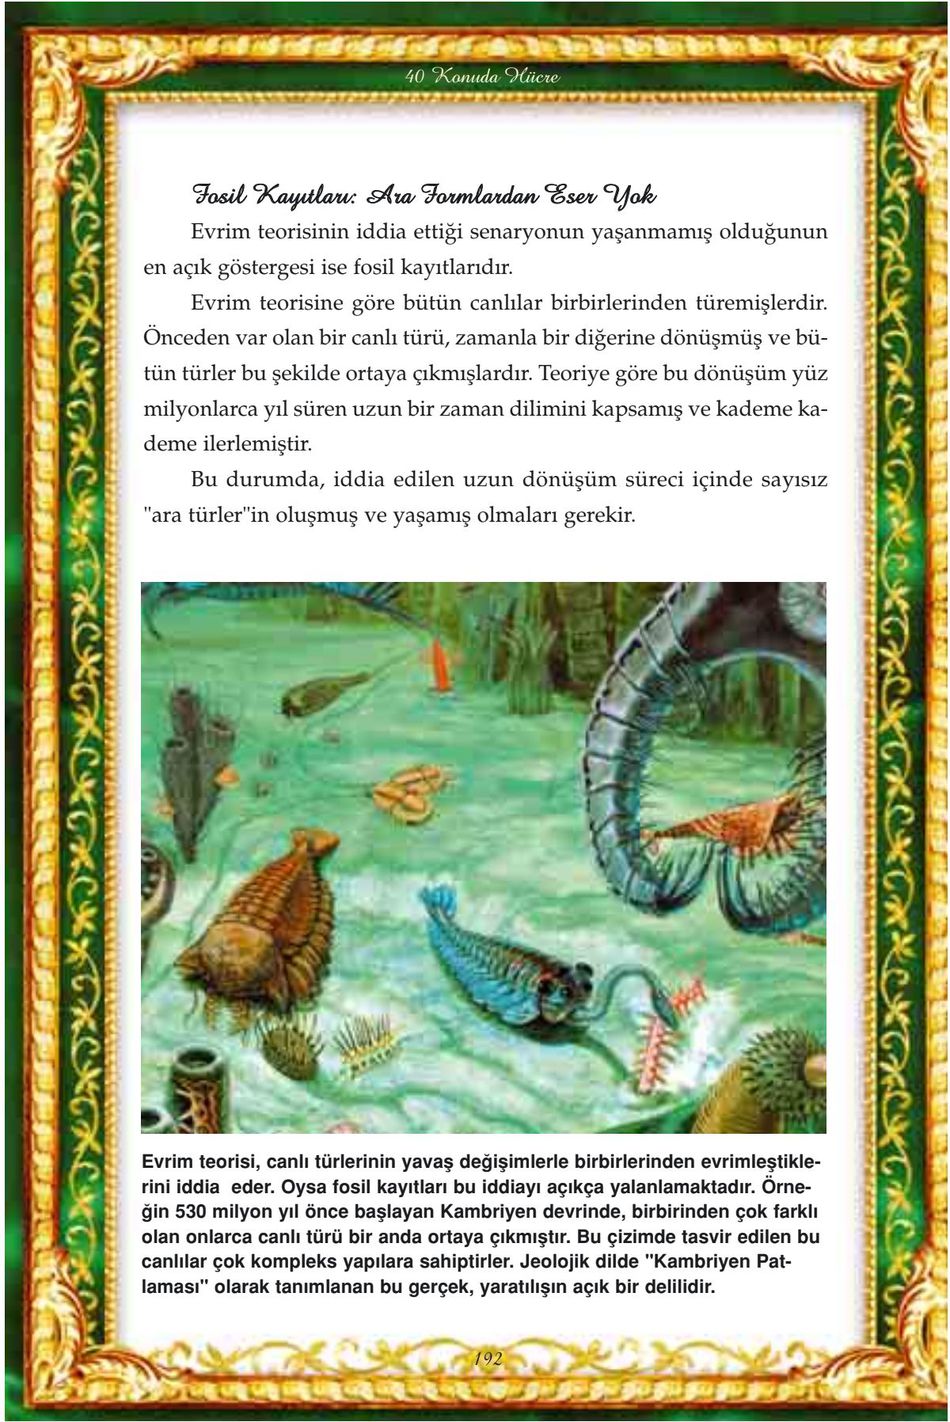 40 Konuda Hücre
Fosil Kayıtları: Ara Formlardan Eser Yok
Evrim teorisinin iddia ettiği senaryonun yaşanmamış olduğunun
en açık göstergesi ise fosil kayıtlarıdır.
Evrim teorisine göre bütün canlılar birbirlerinden türemişlerdir.
Önceden var olan bir canlı türü, zamanla bir diğerine dönüşmüş ve bü-
tün türler bu şekilde ortaya çıkmışlardır. Teoriye göre bu dönüşüm yüz
milyonlarca yıl süren uzun bir zaman dilimini kapsamış ve kademe ka-
deme ilerlemiştir.
Bu durumda, iddia edilen uzun dönüşüm süreci içinde sayısız
"ara türler"in oluşmuş ve yaşamış olmaları gerekir.
Evrim teorisi, canlı türlerinin yavaş değişimlerle birbirlerinden evrimleştikle-
rini iddia eder. Oysa fosil kayıtları bu iddiayı açıkça yalanlamaktadır. Örne-
ğin 530 milyon yıl önce başlayan Kambriyen devrinde, birbirinden çok farklı
olan onlarca canlı türü bir anda ortaya çıkmıştır. Bu çizimde tasvir edilen bu
canlılar çok kompleks yapılara sahiptirler. Jeolojik dilde "Kambriyen Pat-
laması" olarak tanımlanan bu gerçek, yaratılışın açık bir delilidir.
192